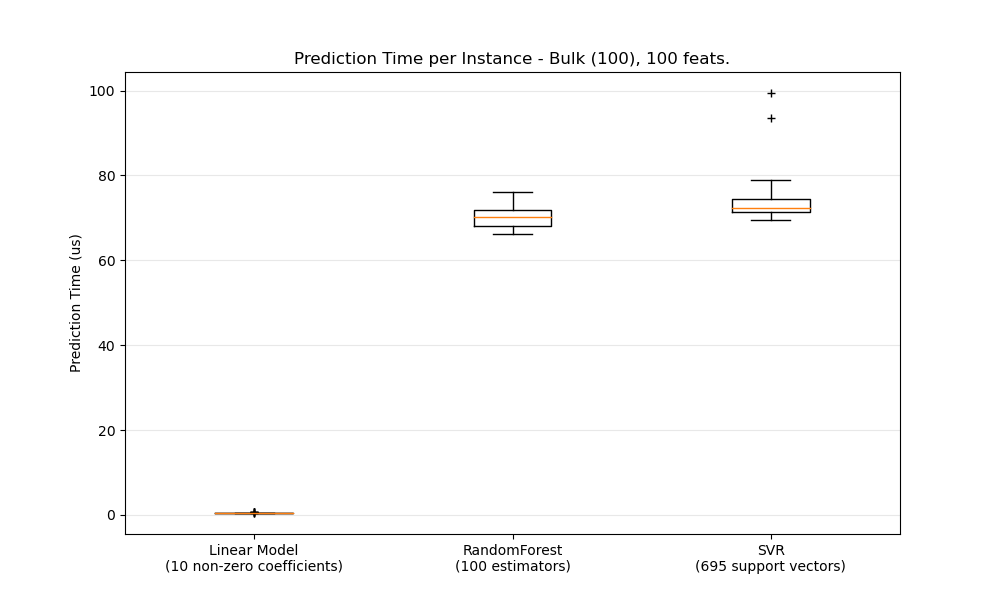 Prediction Time per Instance - Bulk (100), 100 feats.
100
80
60
40
20
0
Prediction Time (us)
Linear Model
(10 non-zero coefficients)
RandomForest
(100 estimators)
SVR
(695 support vectors)